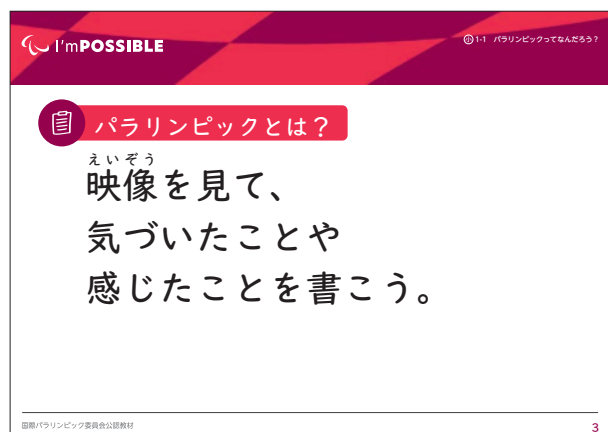 I'mPOSSIBLE
小 1-1 パラリンピックってなんだろう?
パラリンピックとは?
えいぞう
映像を見て、
気づいたことや
感じたことを書こう。
国際パラリンピック委員会公認教材
3